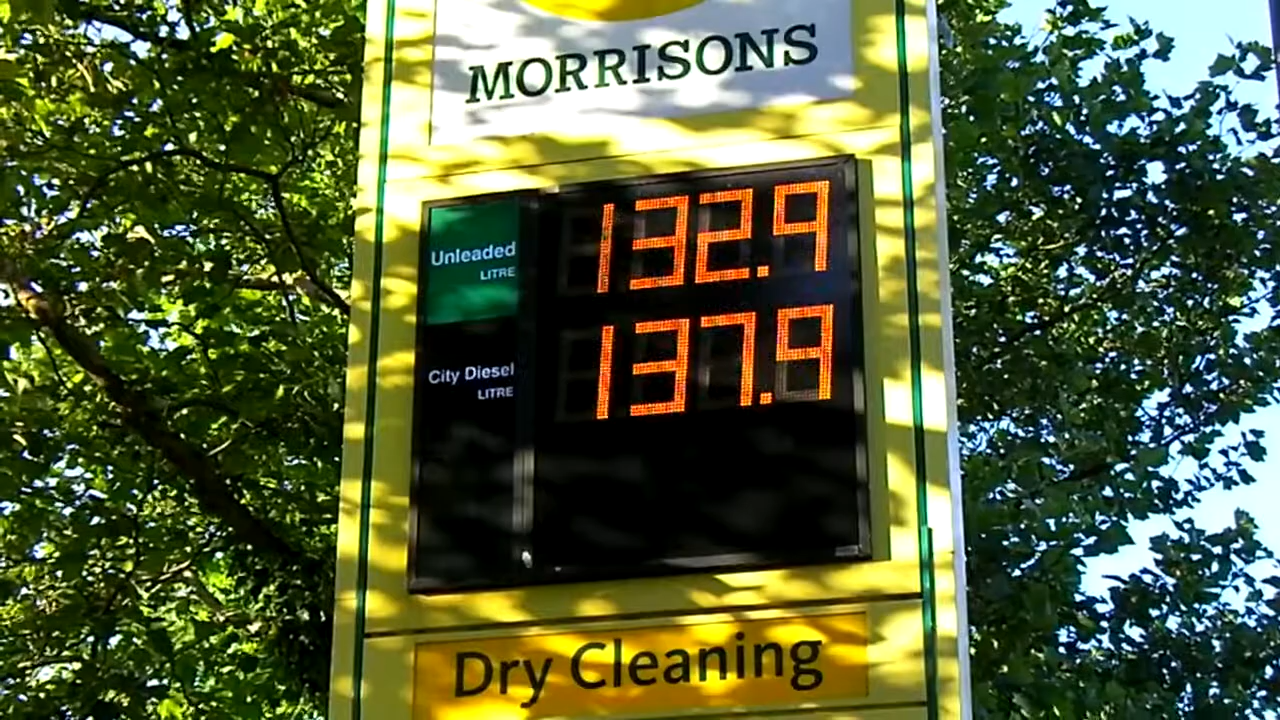 MORRISONS
Unleaded
LITRE
132.9
City Diesel
LITRE
137.9
Dry Cleaning